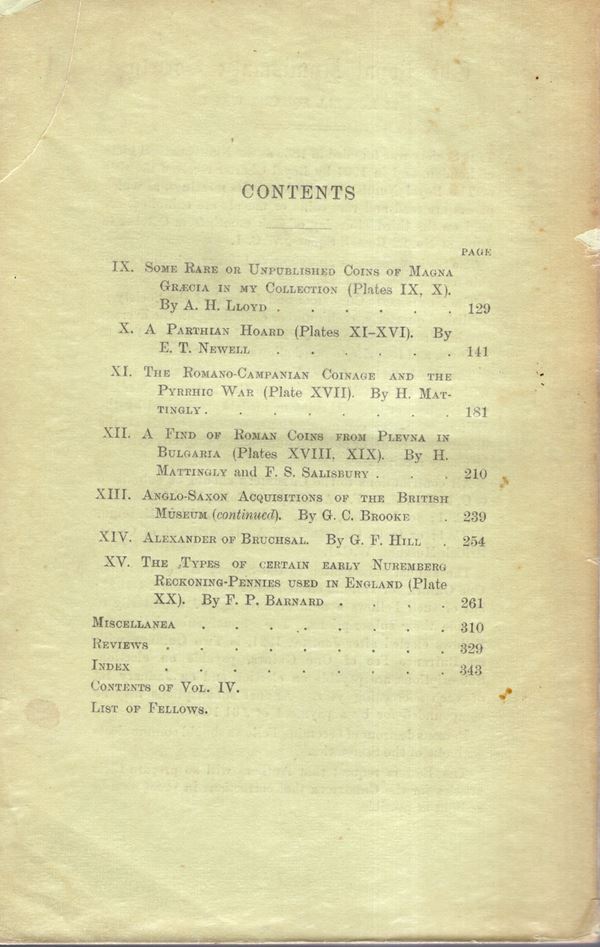 CONTENTS
PAGE
IX. Some Rare or Unpublished Coins of Magna
Græcia in my Collection (Plates IX, X).
By A. H. Lloyd . . . . . . 129
X. A Parthian Hoard (Plates XI–XVI). By
E. T. Newell . . . . . . 141
XI. The Romano-Campanian Coinage and the
Pyrrhic War (Plate XVII). By H. Mat-
tingly . . . . . . . . 181
XII. A Find of Roman Coins from Plevna in
Bulgaria (Plates XVIII, XIX). By H.
Mattingly and F. S. Salisbury . . . 210
XIII. Anglo-Saxon Acquisitions of the British
Museum (continued). By G. C. Brooke . 239
XIV. Alexander of Bruchsal. By G. F. Hill . 254
XV. The Types of certain early Nuremberg
Reckoning-Pennies used in England (Plate
XX). By F. P. Barnard . . . . 261
Miscellanea . . . . . . . . 310
Reviews . . . . . . . . . 329
Index . . . . . . . . . 343
Contents of Vol. IV.
List of Fellows.